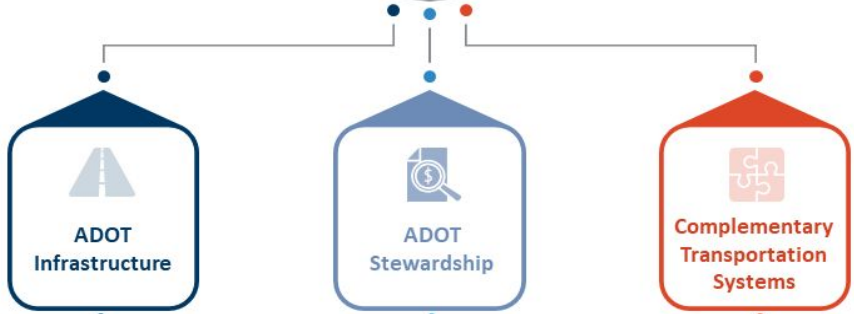 ADOT
Infrastructure
$
ADOT
Stewardship
Complementary
Transportation
Systems